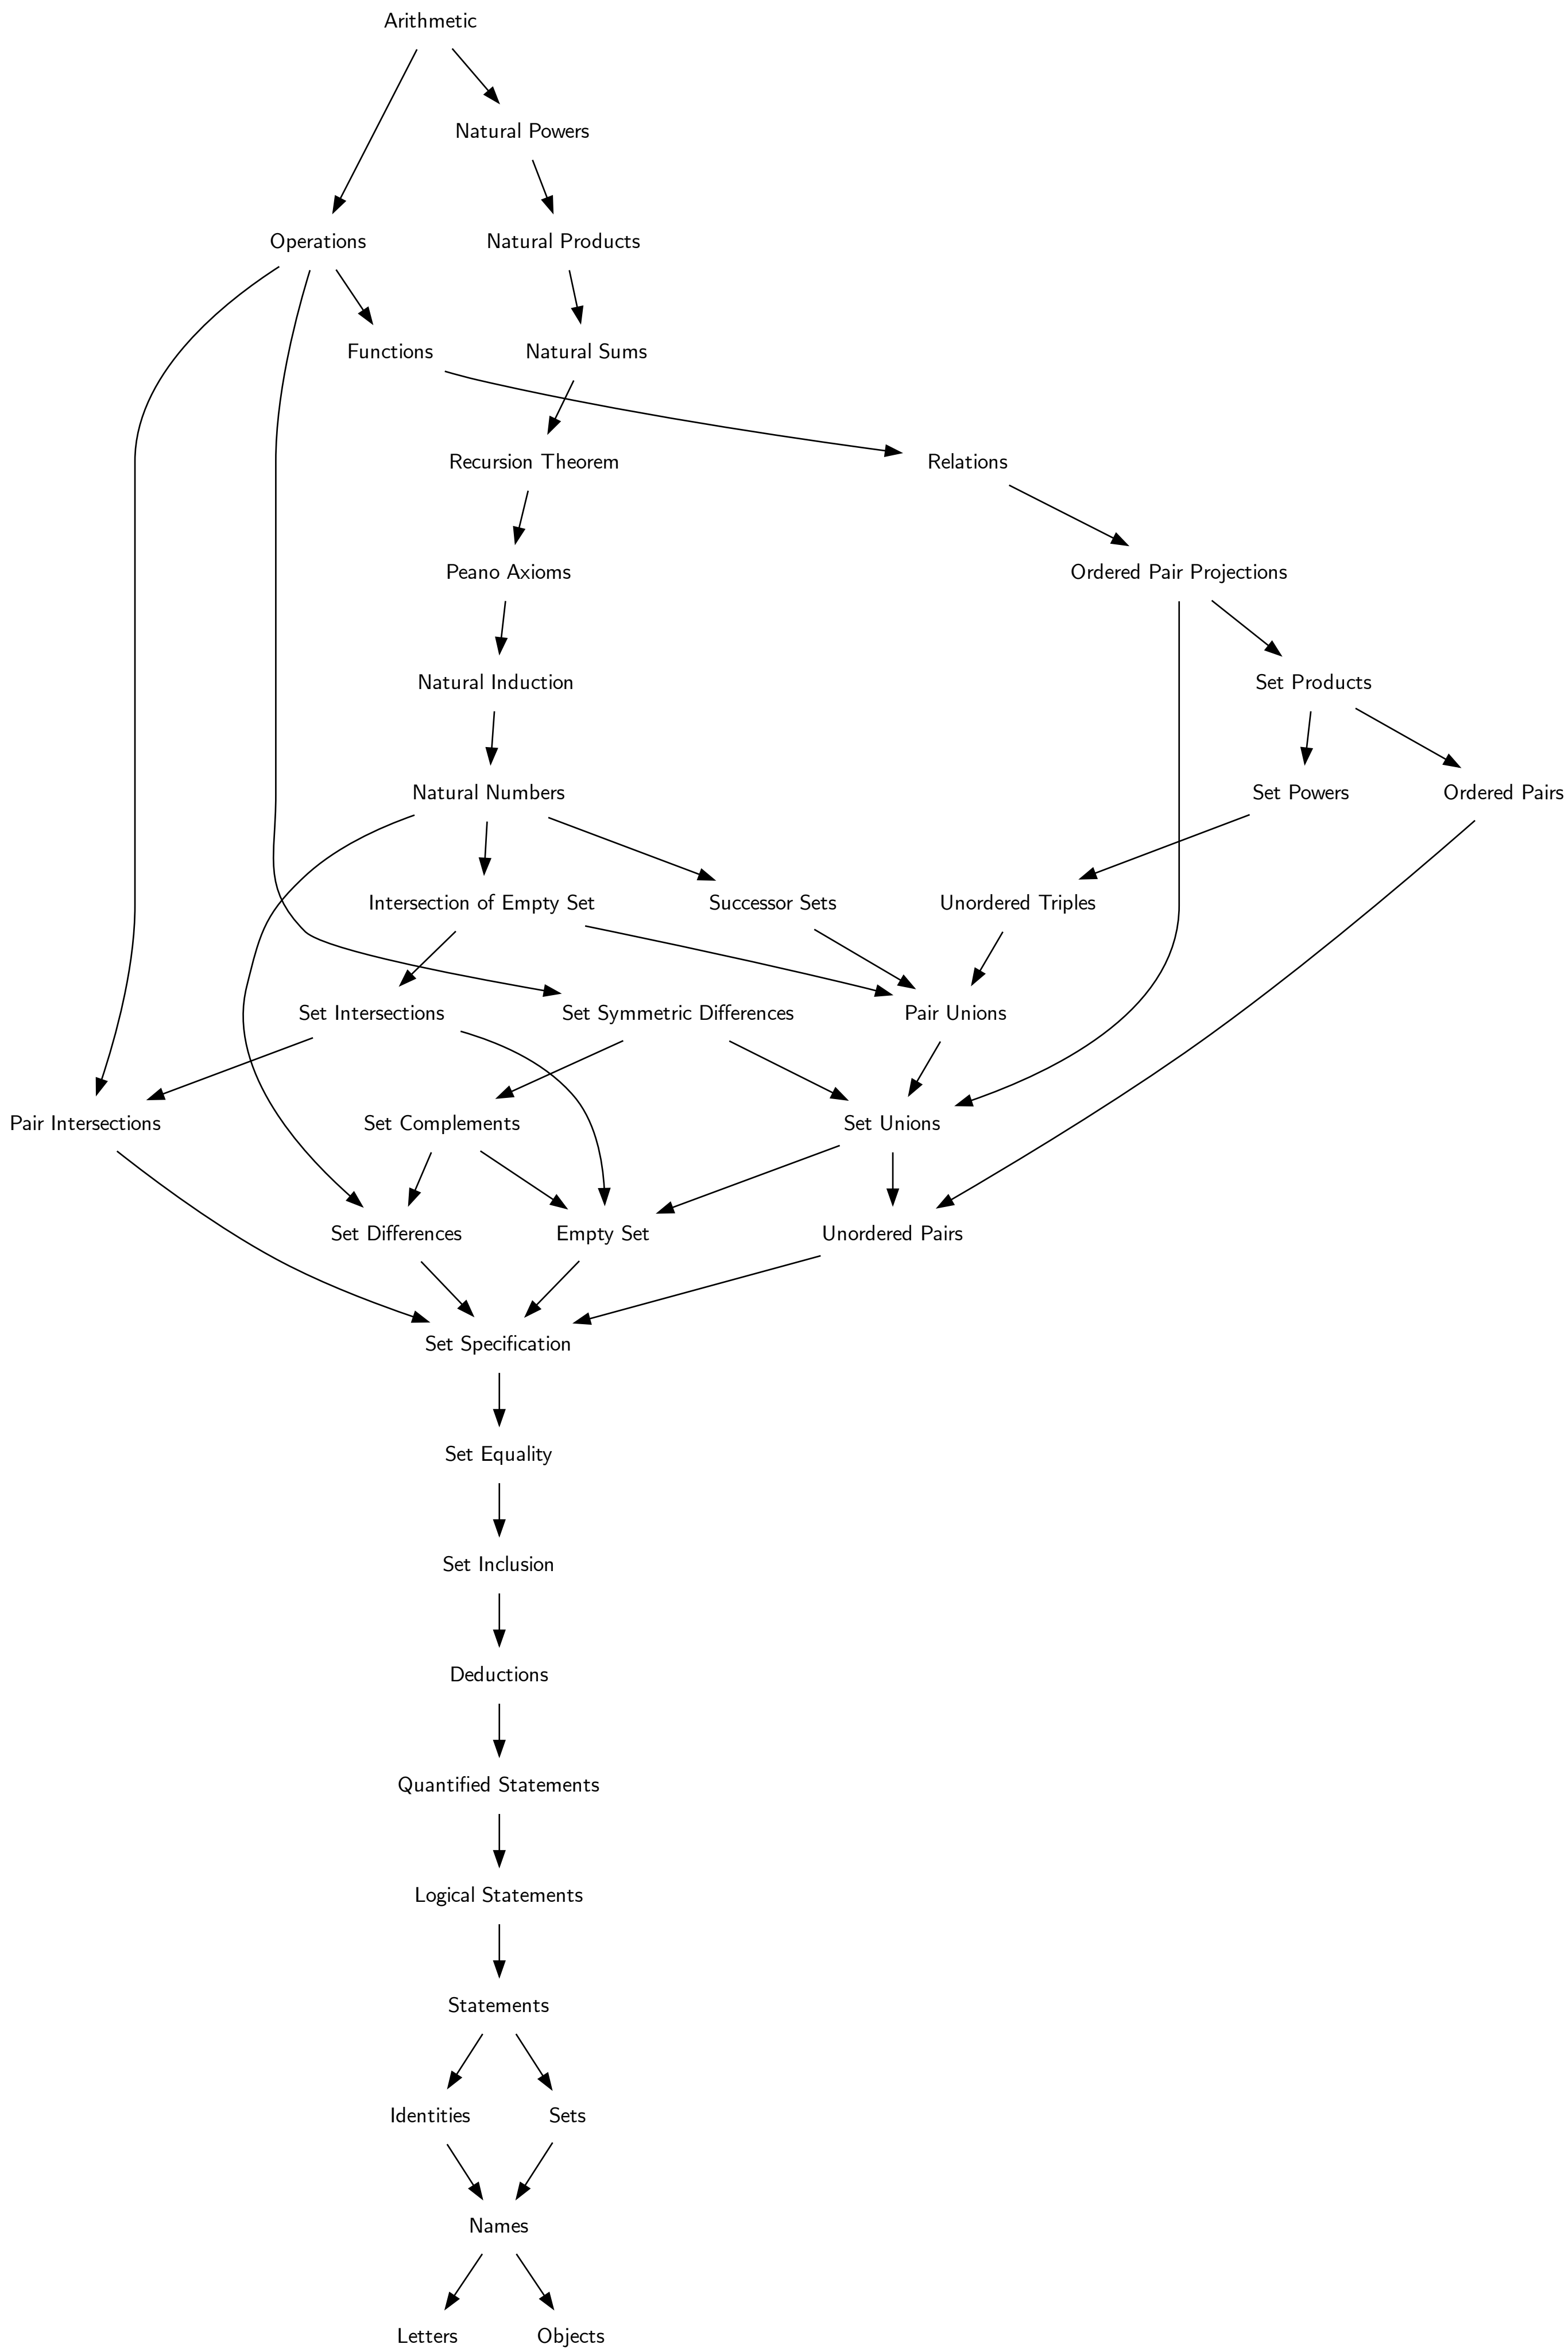 Arithmetic
Natural Powers
Operations
Natural Products
Functions
Natural Sums
Recursion Theorem
Relations
Peano Axioms
Ordered Pair Projections
Natural Induction
Set Products
Natural Numbers
Set Powers
Ordered Pairs
Intersection of Empty Set
Successor Sets
Unordered Triples
Set Intersections
Set Symmetric Differences
Pair Unions
Pair Intersections
Set Complements
Set Unions
Set Differences
Empty Set
Unordered Pairs
Set Specification
Set Equality
Set Inclusion
Deductions
Quantified Statements
Logical Statements
Statements
Identities
Sets
Names
Letters
Objects